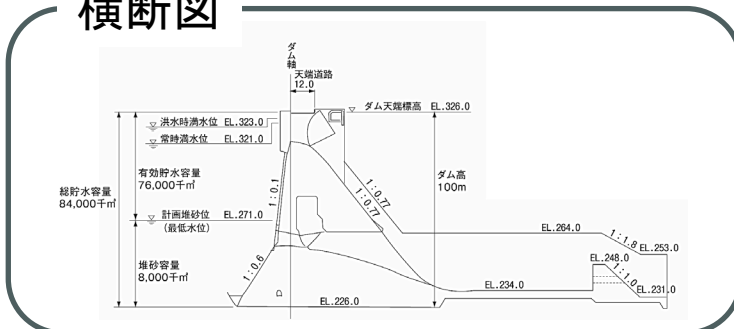 横断図
ダム軸
天端道路
12.0
ダム天端標高 EL.326.0
洪水時満水位 EL.323.0
常時満水位 EL.321.0
有効貯水容量
76,000千㎥
総貯水容量
84,000千㎥
計画堆砂位 EL.271.0
(最低水位)
堆砂容量
8,000千㎥
1:0.1
1:0.6
1:0.77
1:0.77
ダム高
100m
EL.264.0
1:1.8
EL.253.0
EL.248.0
1:1.0
EL.234.0
EL.231.0
EL.226.0